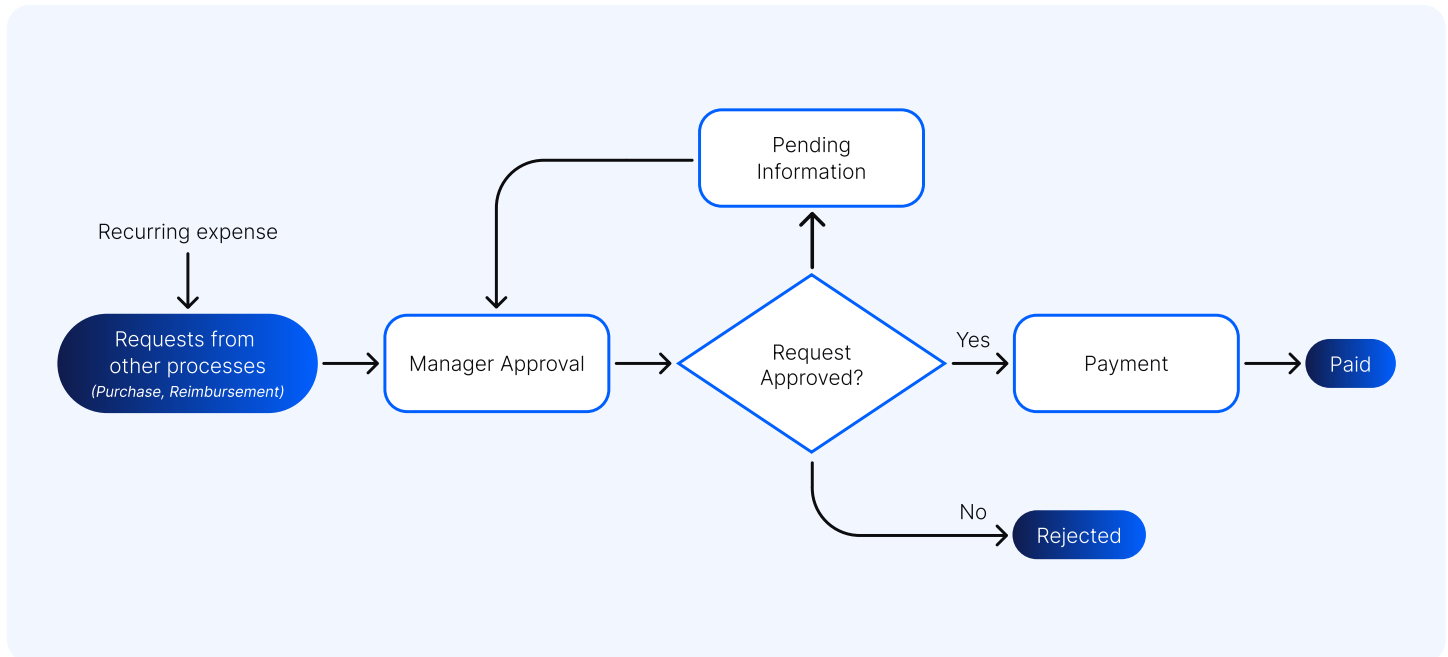 Pending
Information
Recurring expense
Requests from
other processes
(Purchase, Reimbursement)
Manager Approval
Request
Approved?
Yes
Payment
Paid
No
Rejected